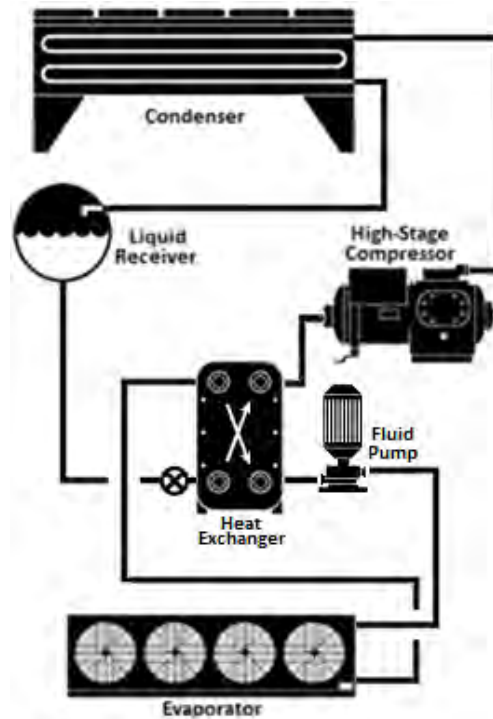 Condenser
Liquid
Receiver
High-Stage
Compressor
Fluid
Pump
Heat
Exchanger
Evaporator